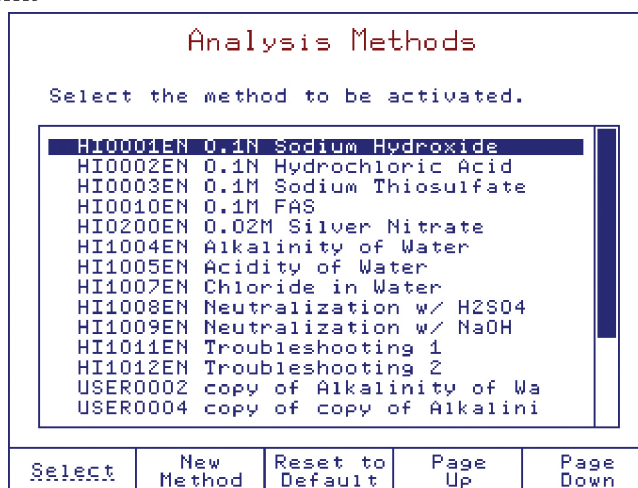 Analysis Methods
Select the method to be activated.
HI0001EN 0.1N Sodium Hydroxide
HI0002EN 0.1N Hydrochloric Acid
HI0003EN 0.1M Sodium Thiosulfate
HI0010EN 0.1M FAS
HI0200EN 0.02M Silver Nitrate
HI1004EN Alkalinity of Water
HI1005EN Acidity of Water
HI1007EN Chloride in Water
HI1008EN Neutralization w/ H2SO4
HI1009EN Neutralization w/ NaOH
HI1011EN Troubleshooting 1
HI1012EN Troubleshooting 2
USER0002 copy of Alkalinity of Wa
USER0004 copy of copy of Alkalini
Select
New Method
Reset to Default
Page Up
Page Down